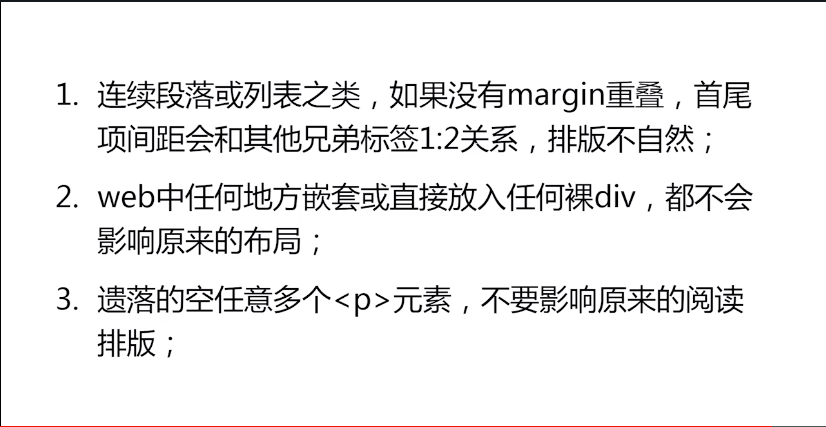 1. 连续段落或列表之类，如果没有margin重叠，首尾
项间距会和其他兄弟标签1:2关系，排版不自然；
2. web中任何地方嵌套或直接放入任何裸div，都不会
影响原来的布局；
3. 遗落的空任意多个<p>元素，不要影响原来的阅读
排版；